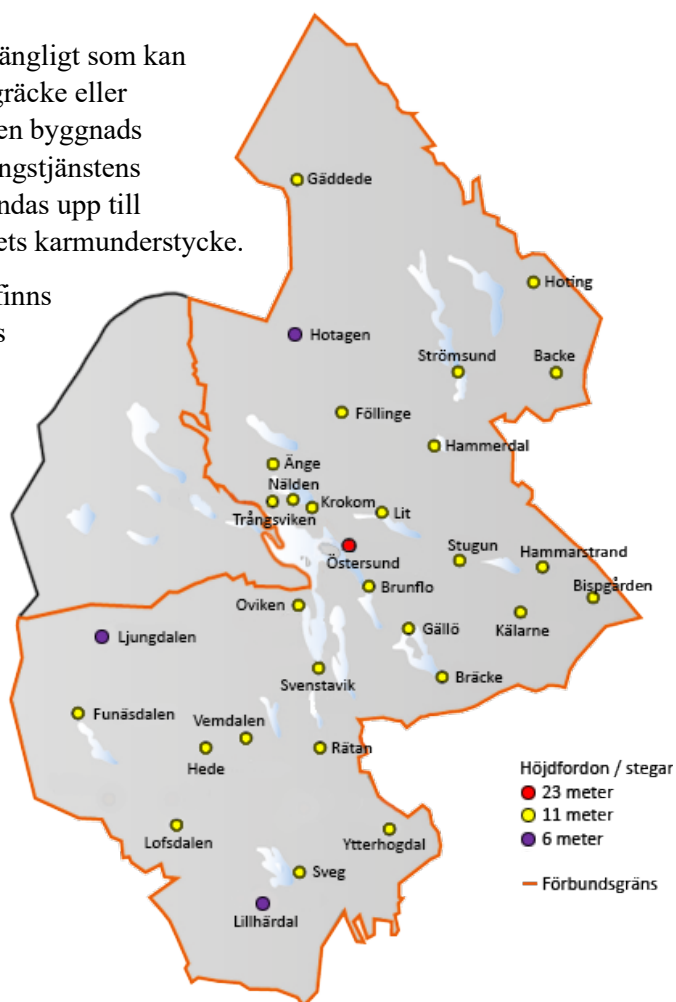 ängligt som kan
gräcke eller
en byggnads
ngstjänstens
ndas upp till
ets karmunderstycke.
finns
s
Gäddede
Hoting
Hotagen
Strömsund
Backe
Föllinge
Hammerdal
Änge
Nälden
Krokom
Trångsviken
Lit
Östersund
Stugun
Hammarstrand
Brunflo
Bispgården
Oviken
Kälarne
Gällö
Ljungdalen
Bräcke
Svenstavik
Funäsdalen
Vemdalen
Hede
Rätan
Höjdfordon / stegar
23 meter
11 meter
6 meter
Förbundsgräns
Lofsdalen
Ytterhogdal
Sveg
Lillhärdal